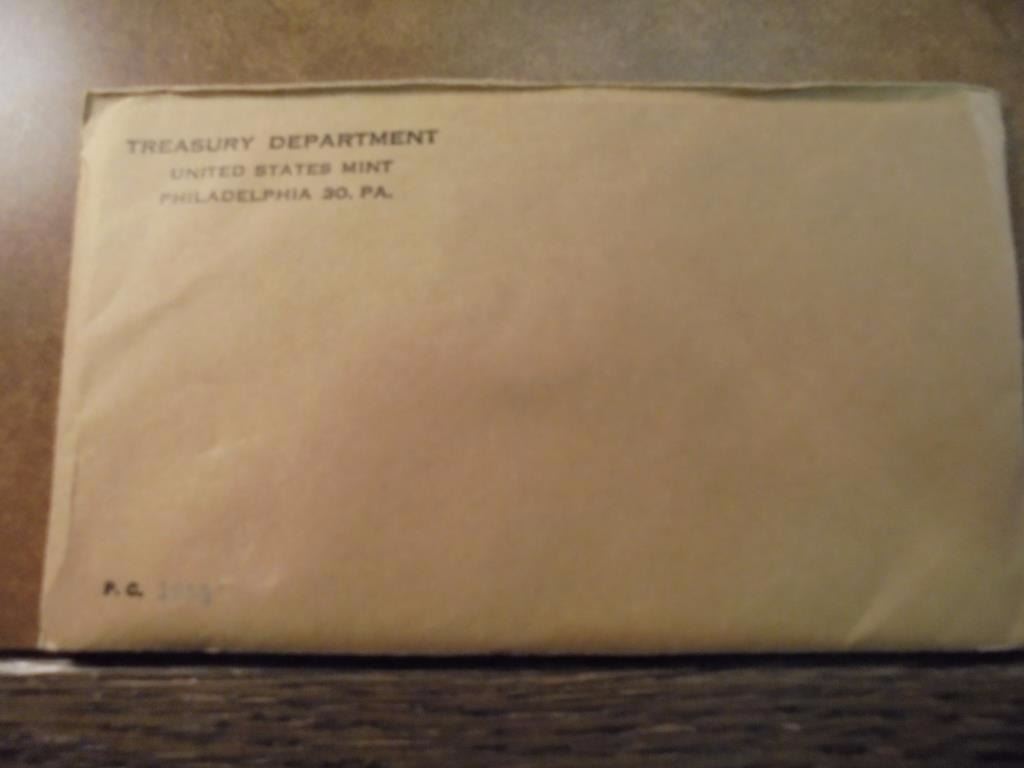 TREASURY DEPARTMENT
UNITED STATES MINT
PHILADELPHIA 30, PA.
P. C.